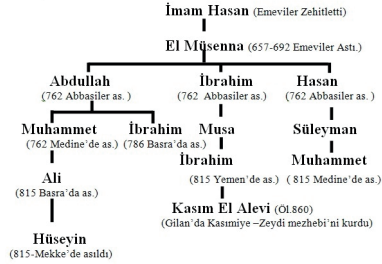 İmam Hasan (Emeviler Zehitletti)
El Müsenna (657-692 Emeviler Astı.)
Abdullah İbrahim Hasan
(762 Abbasiler as. ) (762 Abbasiler as. ) (762 Abbasiler as. )
Muhammet İbrahim Musa Süleyman
(762 Medine’de as.) (786 Basra’da as.)
İbrahim Muhammet
Ali (815 Yemen’de as.) ( 815 Medine’de as.)
(815 Basra’da as.)
Kasım El Alevi (Öl.860)
(Gilan’da Kasımiye –Zeydi mezhebi’ni kurdu)
Hüseyin
(815-Mekke’de asıldı)